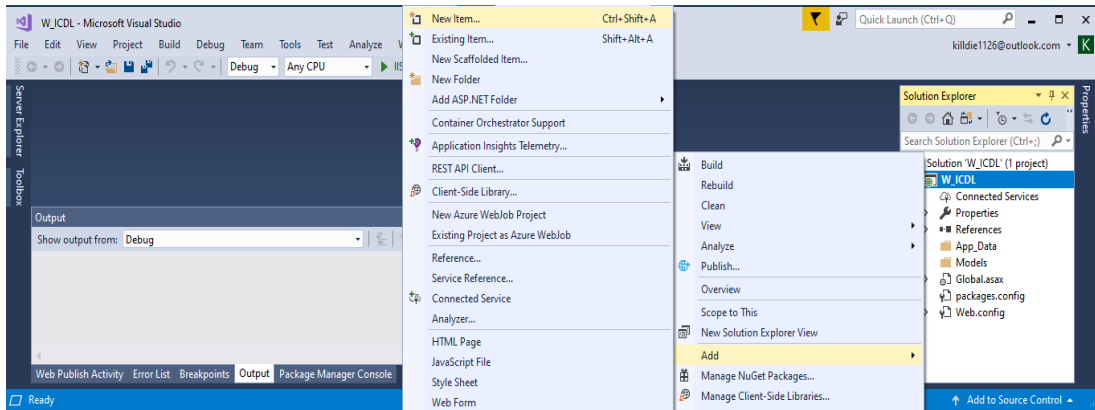 W_ICDL - Microsoft Visual Studio
Quick Launch (Ctrl+Q)
File Edit View Project Build Debug Team Tools Test Analyze
killdie1126@outlook.com K
Debug Any CPU
Server Explorer
Toolbox
Output
Show output from: Debug
Web Publish Activity Error List Breakpoints Output Package Manager Console
Ready
New Item... Ctrl+Shift+A
Existing Item... Shift+Alt+A
New Scaffolded Item...
New Folder
Add ASP.NET Folder
Container Orchestrator Support
Application Insights Telemetry...
REST API Client...
Client-Side Library...
New Azure WebJob Project
Existing Project as Azure WebJob
Reference...
Service Reference...
Connected Service
Analyzer...
HTML Page
JavaScript File
Style Sheet
Web Form
Build
Rebuild
Clean
View
Analyze
Publish...
Overview
Scope to This
New Solution Explorer View
Add
Manage NuGet Packages...
Manage Client-Side Libraries...
Solution Explorer
Search Solution Explorer (Ctrl+;)
Solution 'W_ICDL' (1 project)
W_ICDL
Connected Services
Properties
References
App_Data
Models
Global.asax
packages.config
Web.config
Properties
Add to Source Control